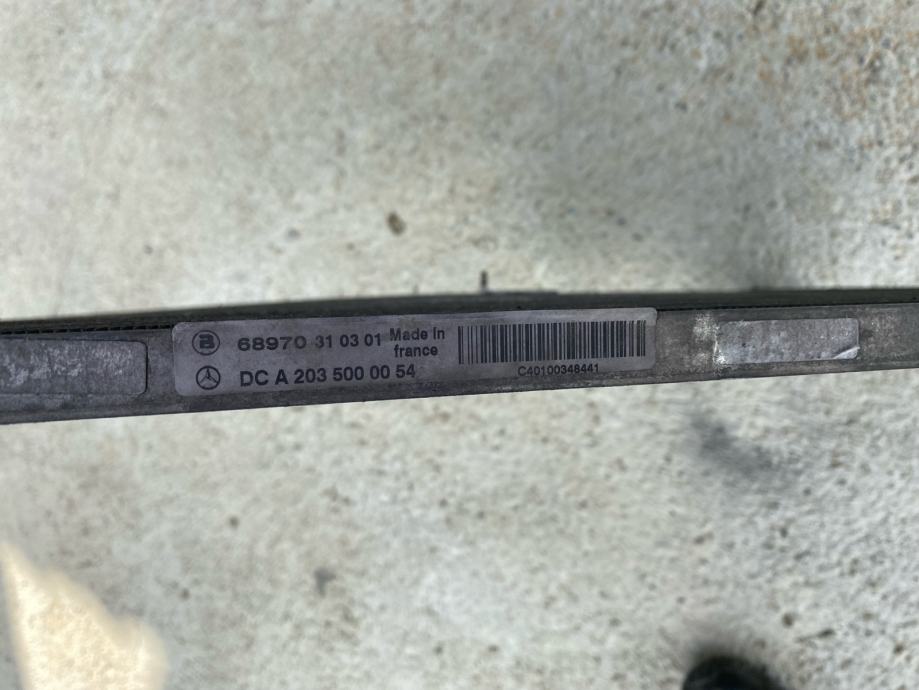 68970 31 03 01 Made In
france
DC A 203 500 00 54
C40100348441